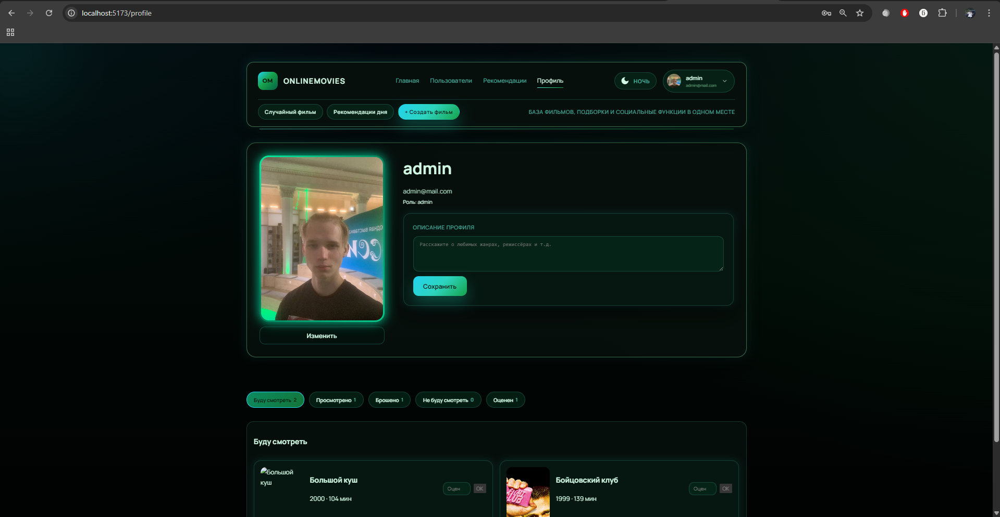 localhost:5173/profile
OM
ONLINEMOVIES
Главная
Пользователи
Рекомендации
Профиль
НОЧЬ
admin
admin@mail.com
Случайный фильм
Рекомендации дня
+ Создать фильм
БАЗА ФИЛЬМОВ, ПОДБОРКИ И СОЦИАЛЬНЫЕ ФУНКЦИИ В ОДНОМ МЕСТЕ
admin
admin@mail.com
Роль: admin
ОПИСАНИЕ ПРОФИЛЯ
Расскажите о любимых жанрах, режиссёрах и т.д.
Сохранить
Изменить
Буду смотреть 2
Просмотрено 1
Брошено 1
Не буду смотреть 0
Оценен 1
Буду смотреть
Большой
куш
Большой куш
2000 · 104 мин
Оцен
OK
CLUB
Бойцовский клуб
1999 · 139 мин
Оцен
OK